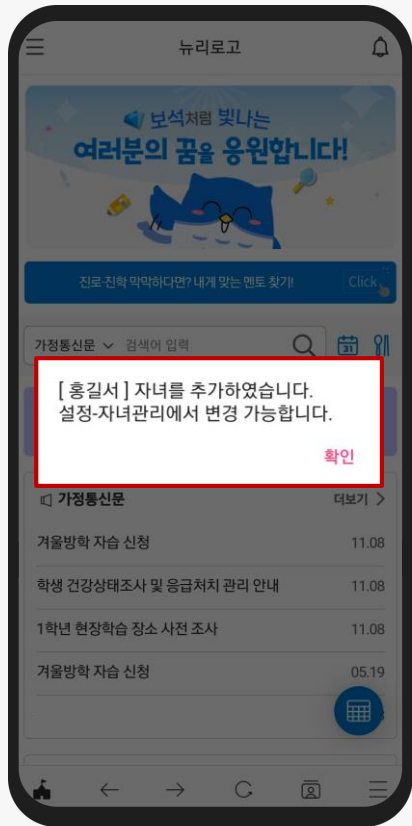 뉴리로고
보석처럼 빛나는
여러분의 꿈을 응원합니다!
진로·진학 막막하다면? 내게 맞는 멘토 찾기!
Click
가정통신문 검색어 입력
31
[ 홍길서 ] 자녀를 추가하였습니다.
설정-자녀관리에서 변경 가능합니다.
확인
가정통신문 더보기
겨울방학 자습 신청 11.08
학생 건강상태조사 및 응급처치 관리 안내 11.08
1학년 현장학습 장소 사전 조사 11.08
겨울방학 자습 신청 05.19